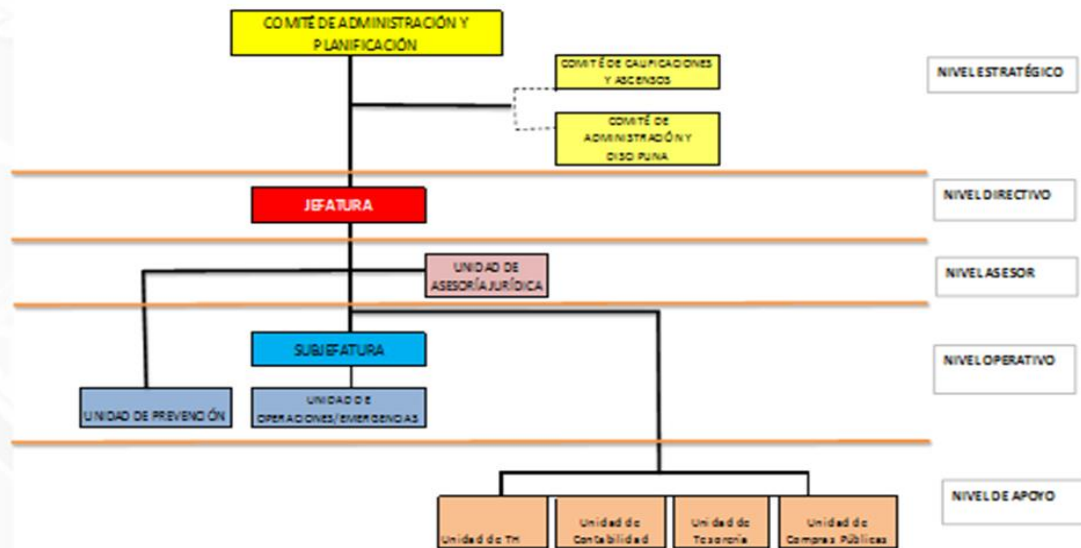 COMITÉ DE ADMINISTRACIÓN Y
PLANIFICACIÓN
COMITÉ DE CALIFICACIONES
Y ASCENSOS
NIVEL ESTRATÉGICO
COMITÉ DE
ADMINISTRACIÓN Y
DISCIPLINA
JEFATURA
NIVEL DIRECTIVO
UNIDAD DE
ASESORÍA JURÍDICA
NIVEL ASESOR
SUBJEFATURA
NIVEL OPERATIVO
UNIDAD DE PREVENCIÓN
UNIDAD DE
OPERACIONES/EMERGENCIAS
NIVEL DE APOYO
Unidad de TH
Unidad de
Contabilidad
Unidad de
Tesorería
Unidad de
Compras Públicas